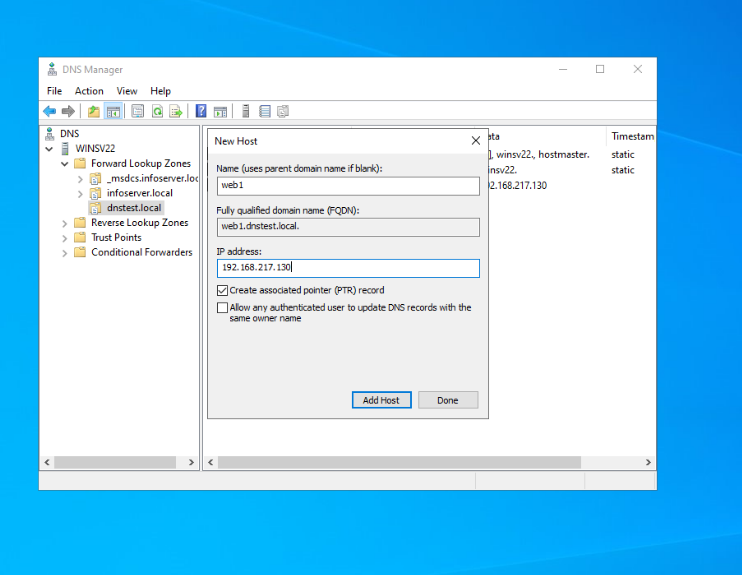 DNS Manager
File Action View Help
DNS
WINSV22
Forward Lookup Zones
_msdcs.infoserver.loc
infoserver.local
dnstest.local
Reverse Lookup Zones
Trust Points
Conditional Forwarders
New Host
Name (uses parent domain name if blank):
web1
Fully qualified domain name (FQDN):
web1.dnstest.local.
IP address:
192.168.217.130
Create associated pointer (PTR) record
Allow any authenticated user to update DNS records with the
same owner name
Add Host Done
ata Timestam
], winsv22., hostmaster. static
insv22. static
2.168.217.130